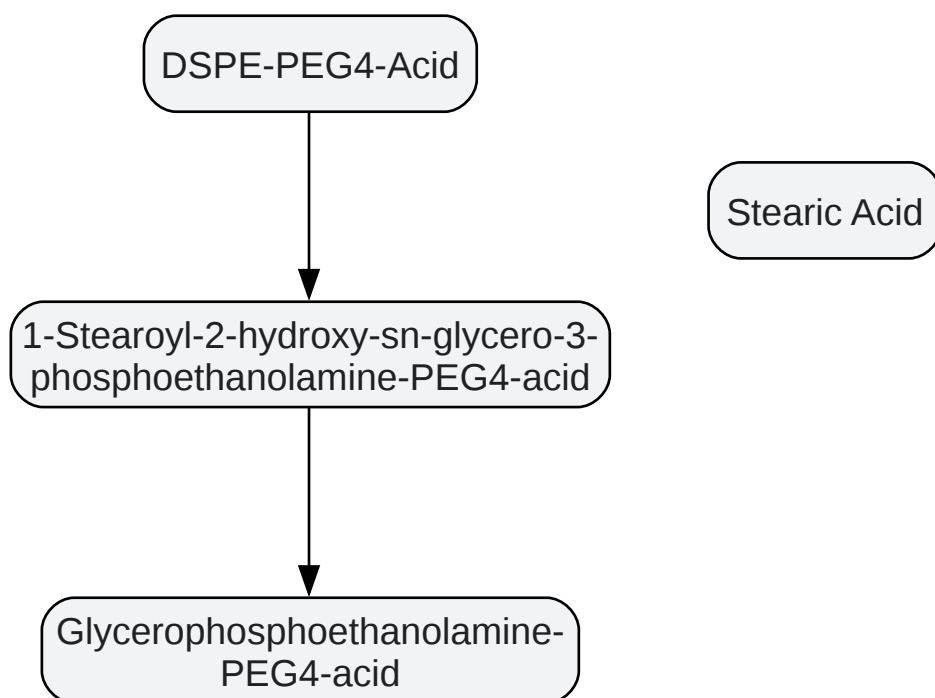 DSPE-PEG4-Acid
Stearic Acid
1-Stearoyl-2-hydroxy-sn-glycero-3-
phosphoethanolamine-PEG4-acid
Glycerophosphoethanolamine-
PEG4-acid